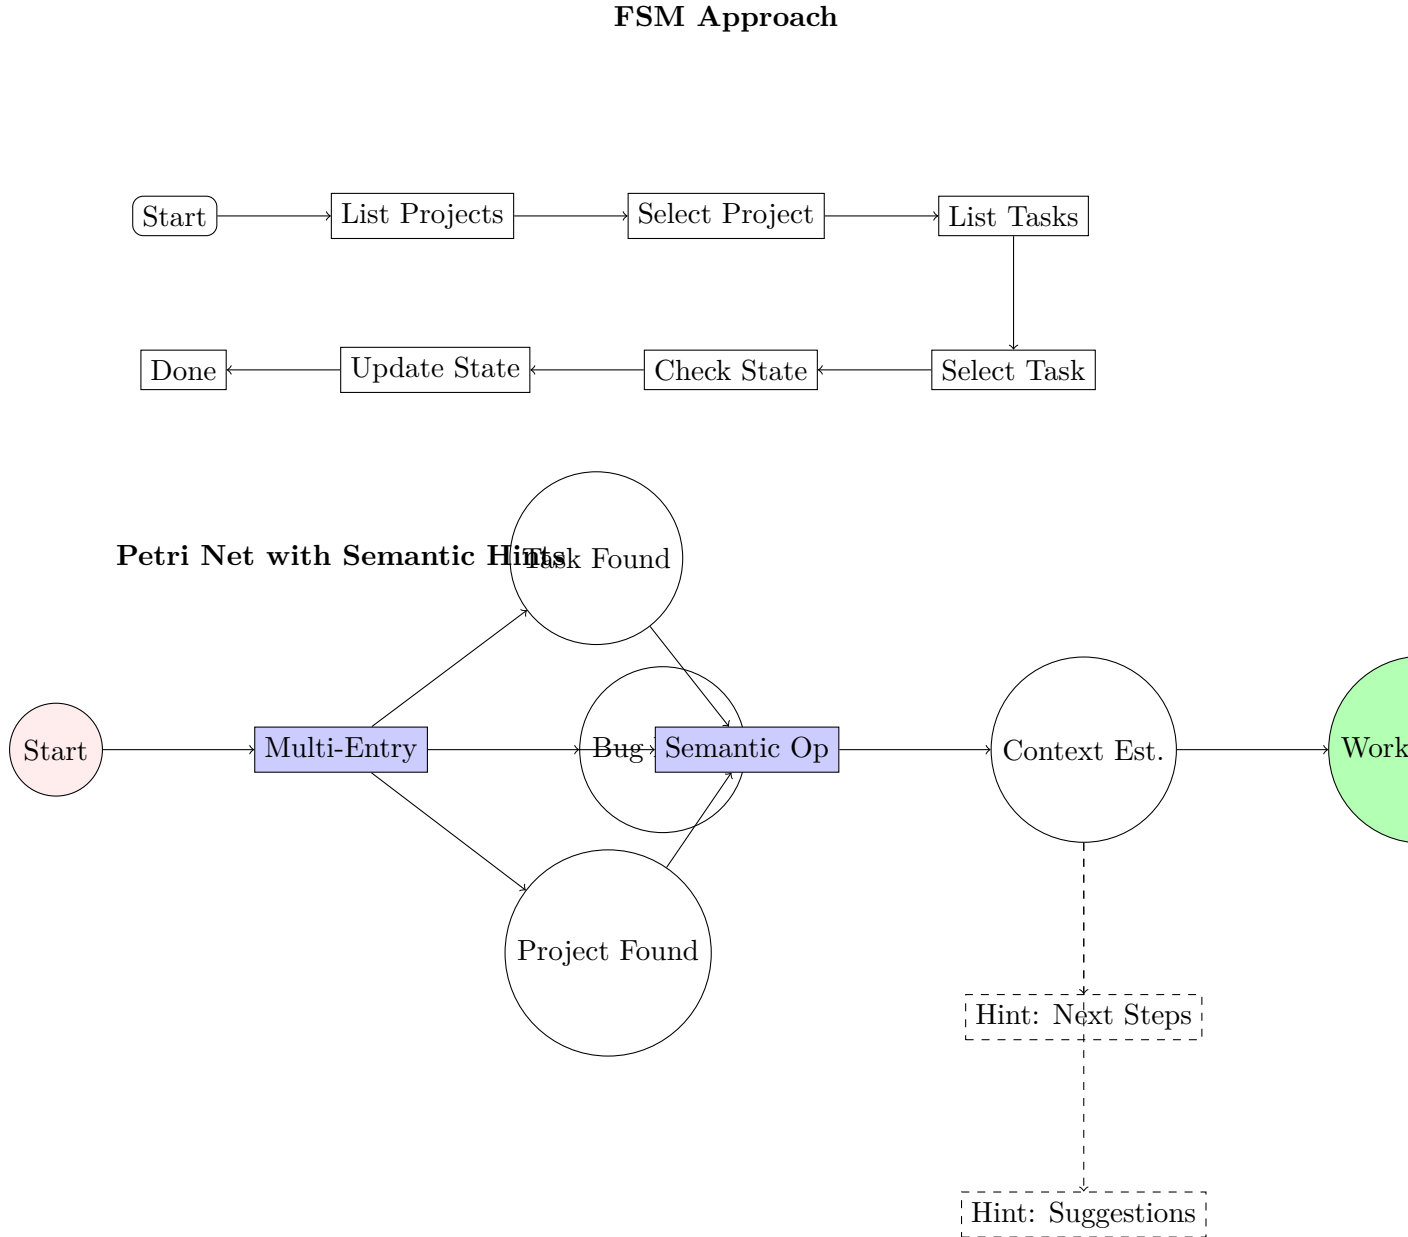 FSM Approach
Start
List Projects
Select Project
List Tasks
Done
Update State
Check State
Select Task
Petri Net with Semantic Hints
Task Found
Start
Multi-Entry
Bug
Semantic Op
Context Est.
Work
Project Found
Hint: Next Steps
Hint: Suggestions